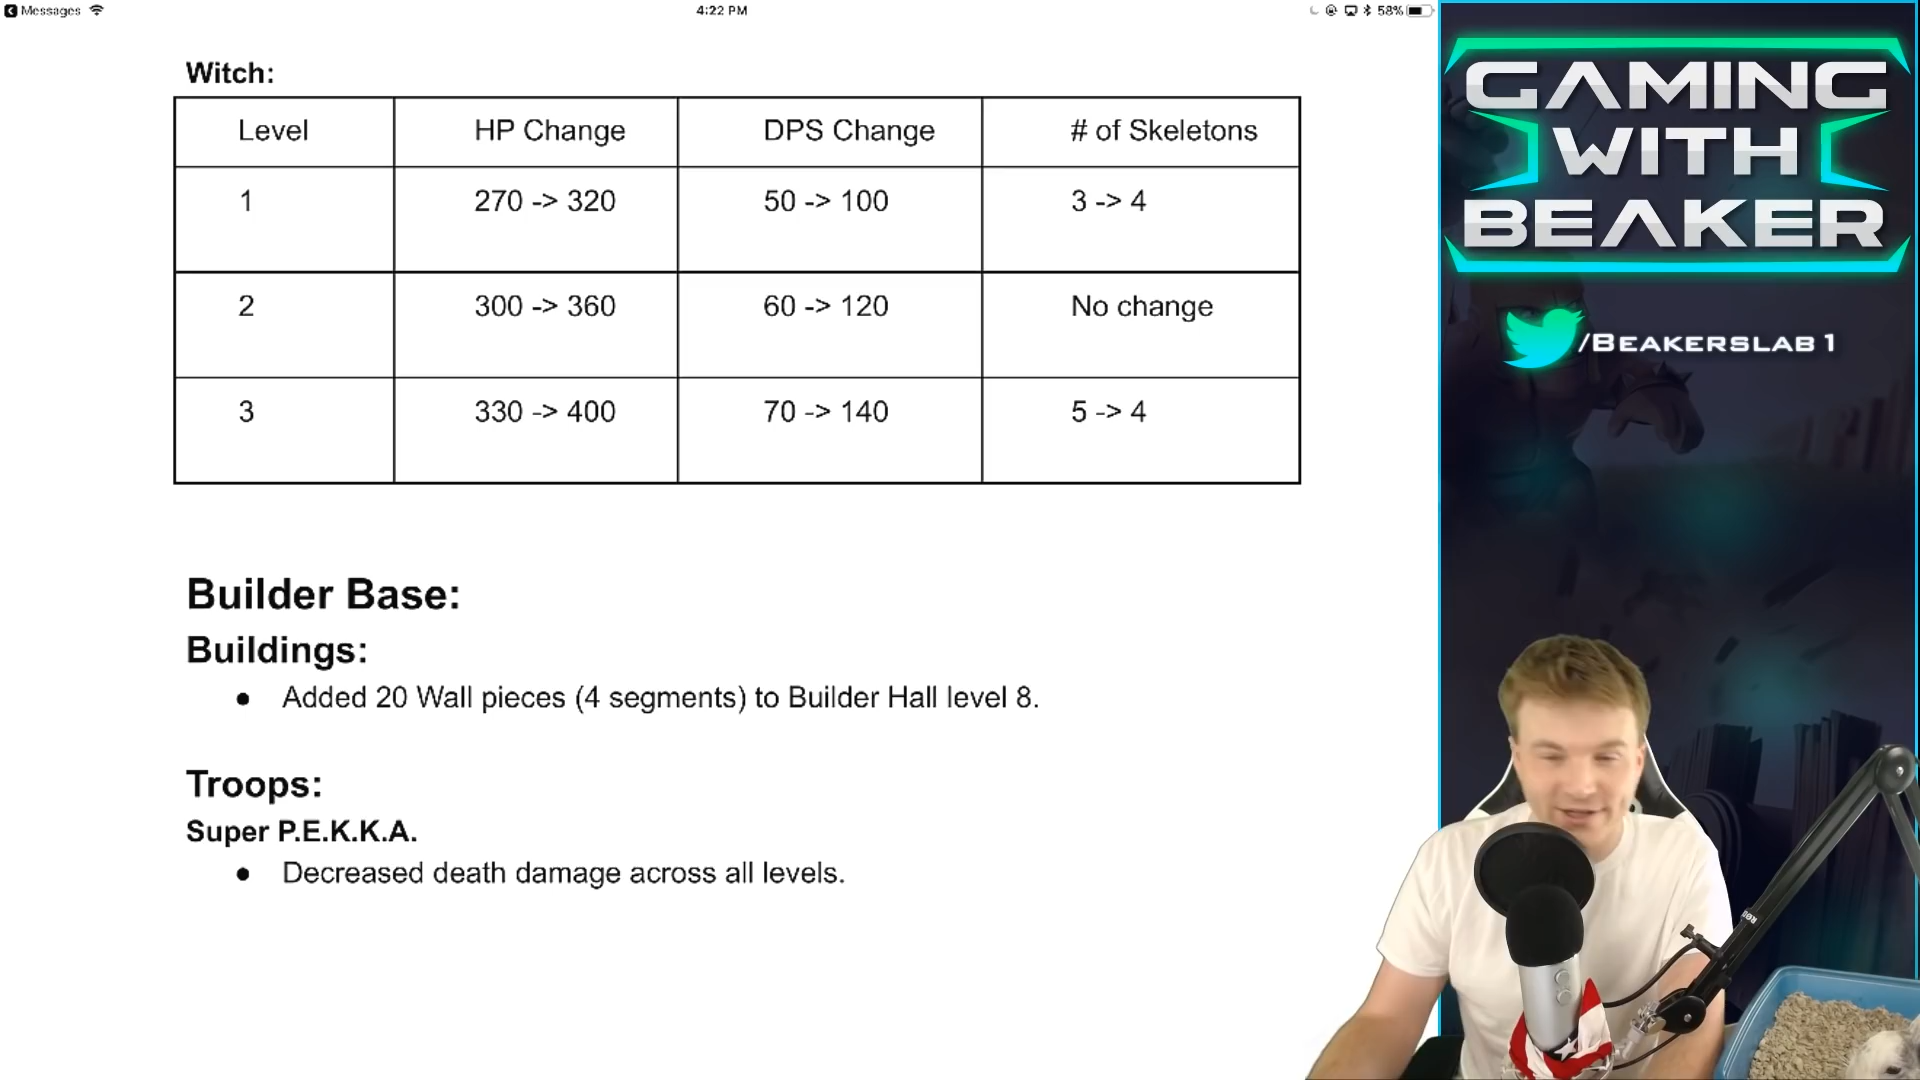 Messages
4:22 PM
58%
Witch:
Level HP Change DPS Change # of Skeletons
1 270 -> 320 50 -> 100 3 -> 4
2 300 -> 360 60 -> 120 No change
3 330 -> 400 70 -> 140 5 -> 4
Builder Base:
Buildings:
● Added 20 Wall pieces (4 segments) to Builder Hall level 8.
Troops:
Super P.E.K.K.A.
● Decreased death damage across all levels.
GAMING
WITH
BEAKER
/BEAKERSLAB1